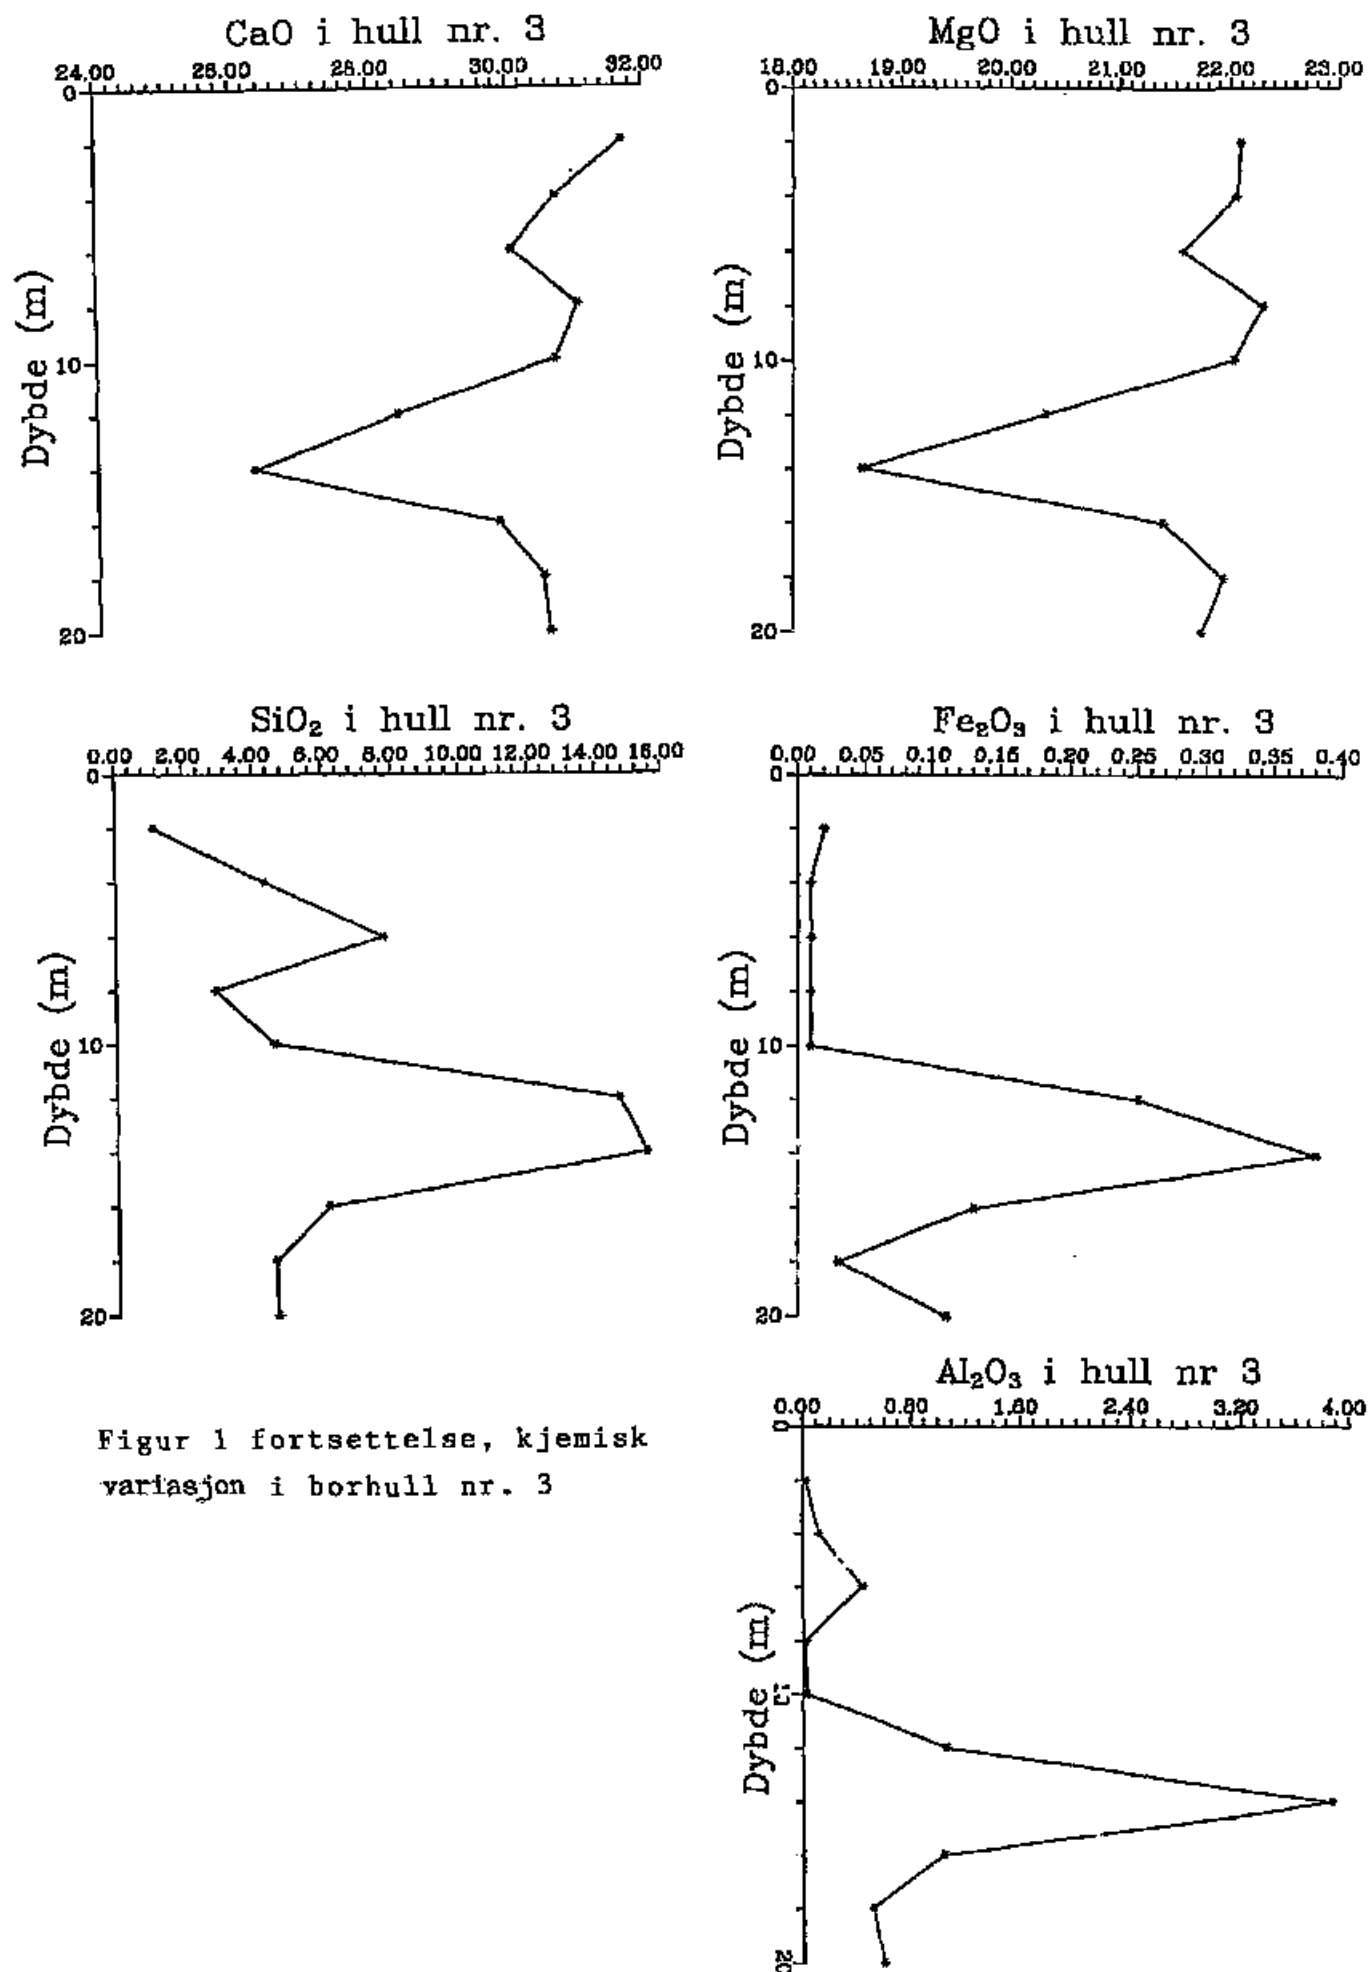 CaO i hull nr. 3
24.00 26.00 28.00 30.00 32.00
0
10
20
Dybde (m)
MgO i hull nr. 3
18.00 19.00 20.00 21.00 22.00 23.00
0
10
20
Dybde (m)
SiO₂ i hull nr. 3
0.00 2.00 4.00 6.00 8.00 10.00 12.00 14.00 16.00
0
10
20
Dybde (m)
Fe₂O₃ i hull nr. 3
0.00 0.05 0.10 0.15 0.20 0.25 0.30 0.35 0.40
0
10
20
Dybde (m)
Figur 1 fortsettelse, kjemisk
variasjon i borhull nr. 3
Al₂O₃ i hull nr 3
0.00 0.80 1.60 2.40 3.20 4.00
20
Dybde (m)